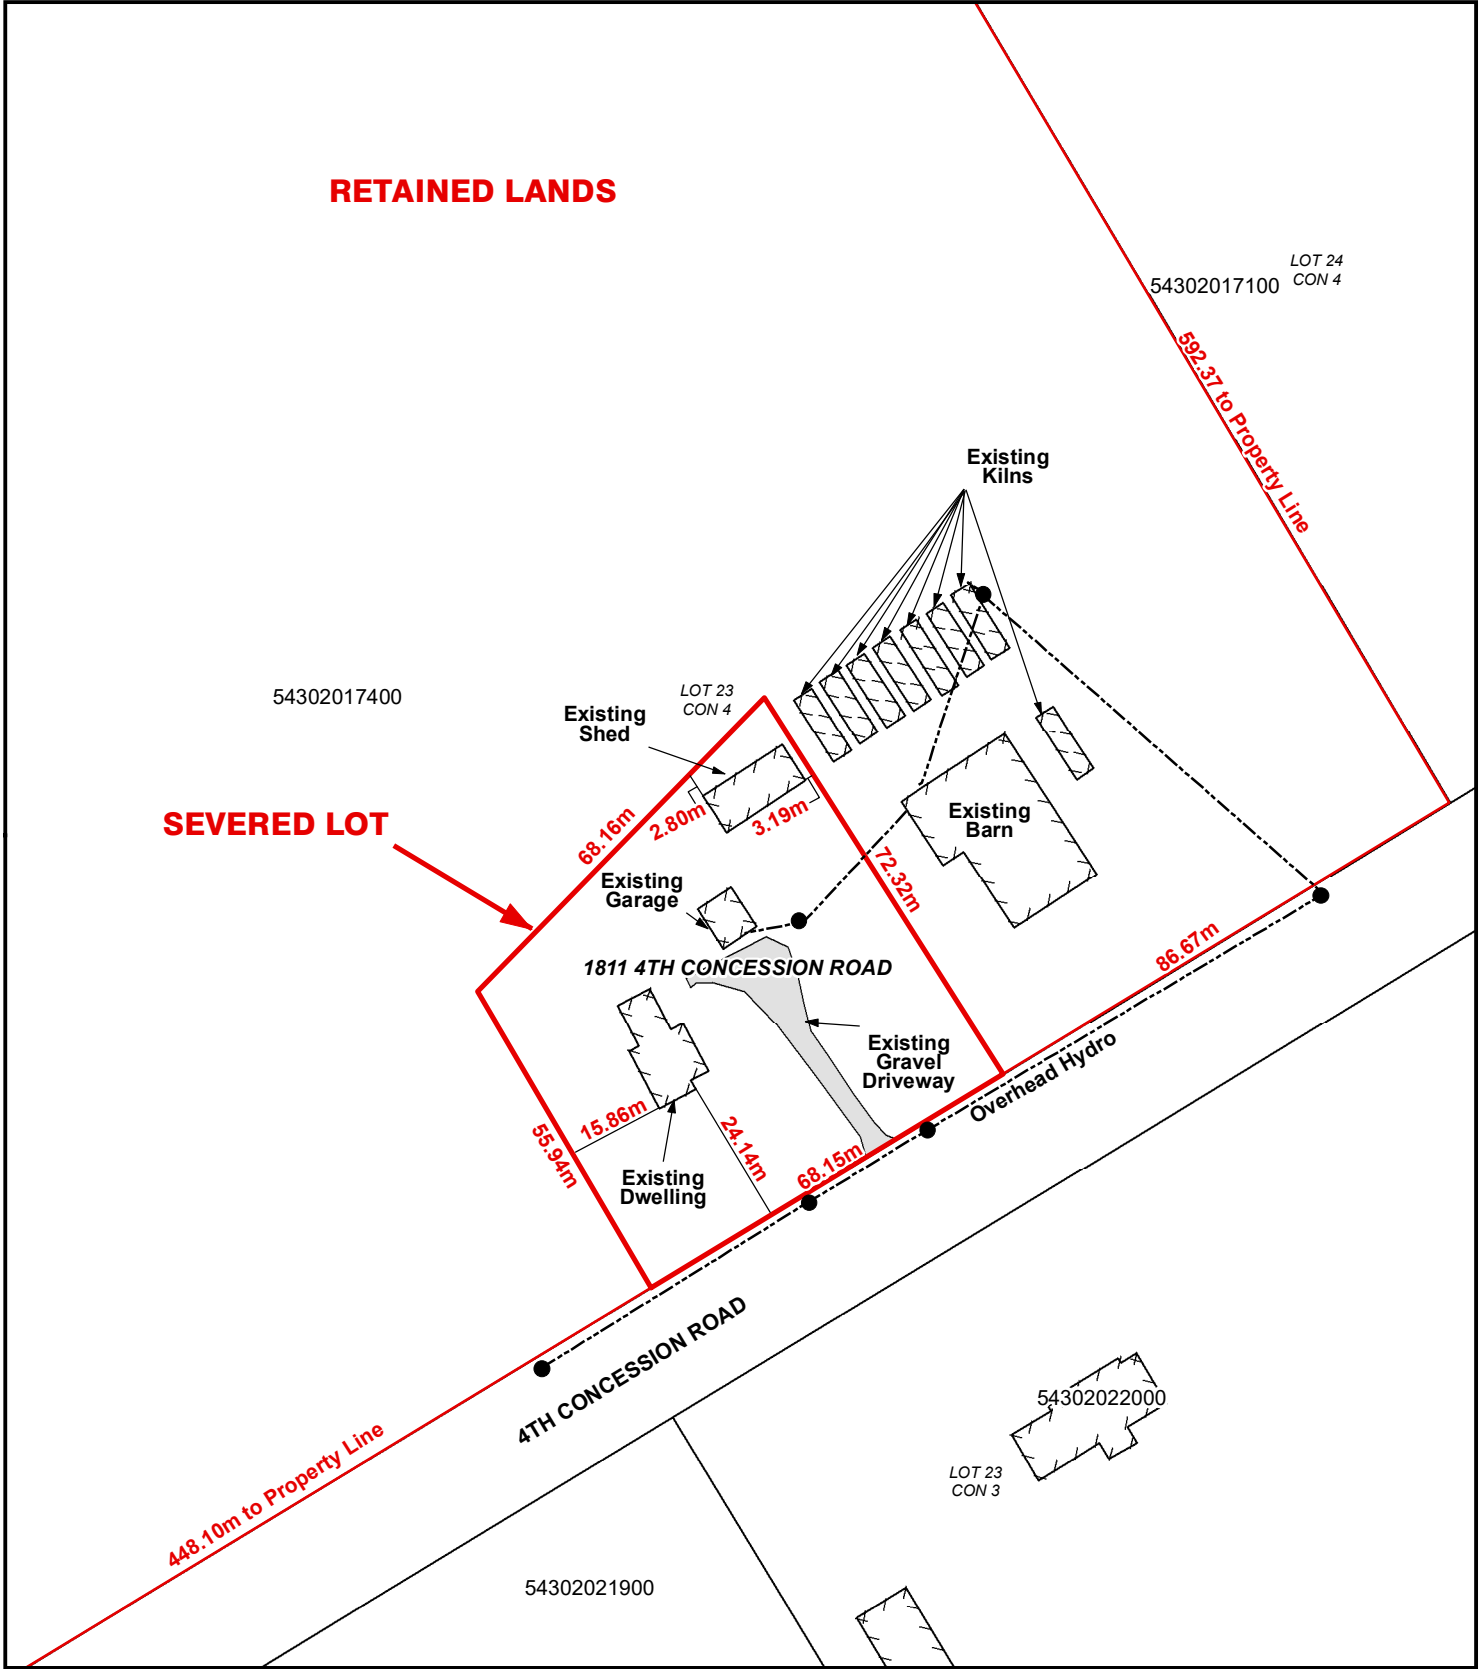 RETAINED LANDS
LOT 24
CON 4
54302017100
592.37 to Property Line
Existing
Kilns
54302017400
LOT 23
CON 4
Existing
Shed
SEVERED LOT
68.16m
2.80m
3.19m
Existing
Barn
72.32m
Existing
Garage
86.67m
1811 4TH CONCESSION ROAD
Existing
Gravel
Driveway
Overhead Hydro
15.86m
55.94m
24.14m
68.15m
Existing
Dwelling
4TH CONCESSION ROAD
54302022000
448.10m to Property Line
LOT 23
CON 3
54302021900